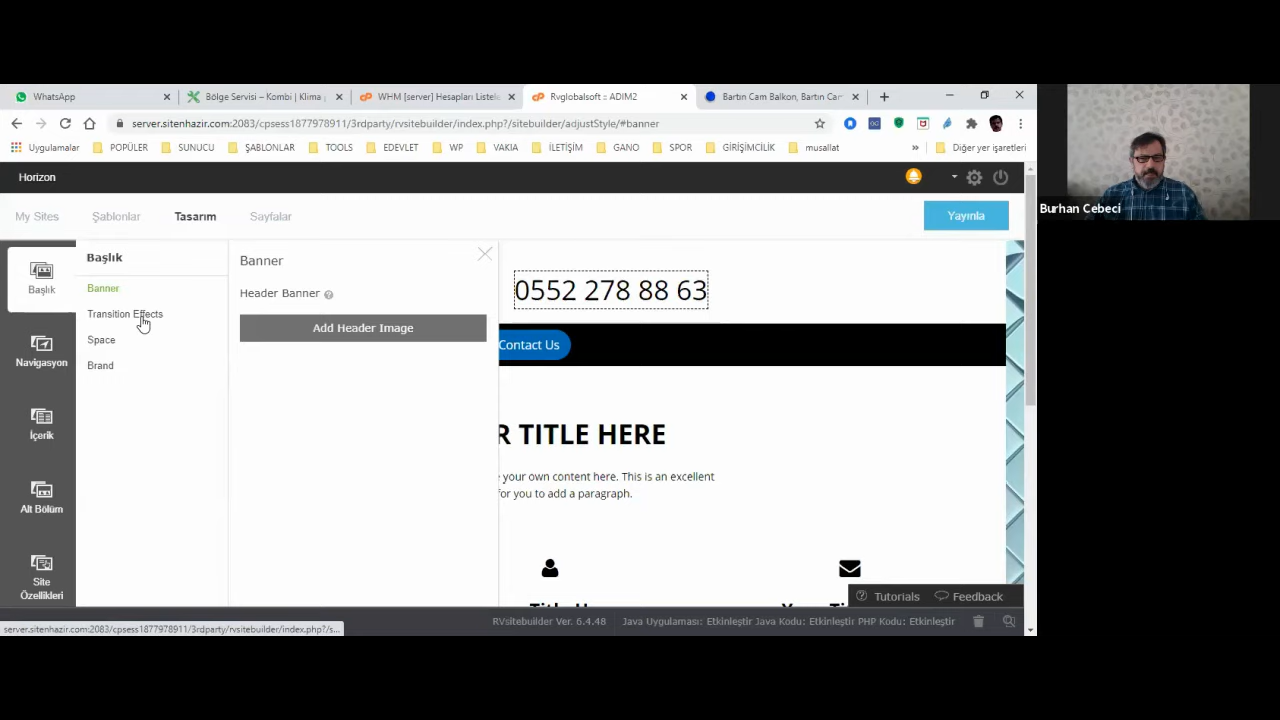 WhatsApp
Bölge Servisi – Kombi | Klima
WHM [server] Hesapları Listele
Rvglobalsoft :: ADIM2
Bartın Cam Balkon, Bartın Car
server.sitenhazir.com:2083/cpsess1877978911/3rdparty/rvsitebuilder/index.php?/sitebuilder/adjustStyle/#banner
Uygulamalar POPÜLER SUNUCU ŞABLONLAR TOOLS EDEVLET WP VAKIA İLETİŞİM GANO SPOR GİRİŞİMCİLİK musallat » Diğer yer işaretleri
Horizon
My Sites Şablonlar Tasarım Sayfalar Yayınla
Başlık
Navigasyon
İçerik
Alt Bölüm
Site
Özellikleri
Başlık
Banner
Transition Effects
Space
Brand
Banner
Header Banner
Add Header Image
0552 278 88 63
Contact Us
R TITLE HERE
your own content here. This is an excellent
for you to add a paragraph.
Tutorials Feedback
server.sitenhazir.com:2083/cpsess1877978911/3rdparty/rvsitebuilder/index.php?/s...
RVsitebuilder Ver. 6.4.48 Java Uygulaması: Etkinleştir Java Kodu: Etkinleştir PHP Kodu: Etkinleştir
Burhan Cebeci